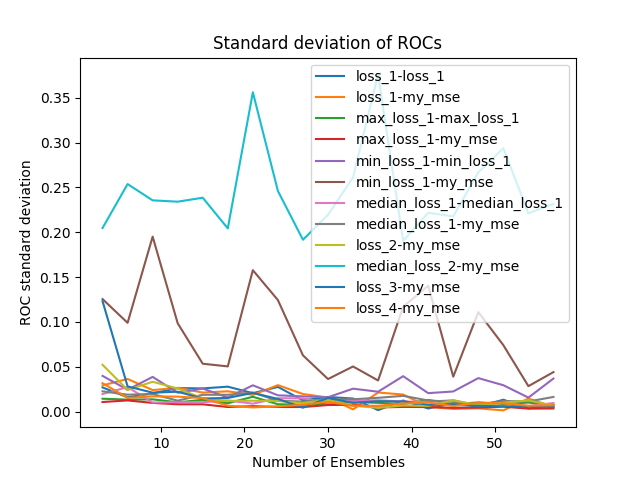 Standard deviation of ROCs
loss_1-loss_1
loss_1-my_mse
max_loss_1-max_loss_1
max_loss_1-my_mse
min_loss_1-min_loss_1
min_loss_1-my_mse
median_loss_1-median_loss_1
median_loss_1-my_mse
loss_2-my_mse
median_loss_2-my_mse
loss_3-my_mse
loss_4-my_mse
ROC standard deviation
0.35
0.30
0.25
0.20
0.15
0.10
0.05
0.00
10 20 30 40 50
Number of Ensembles